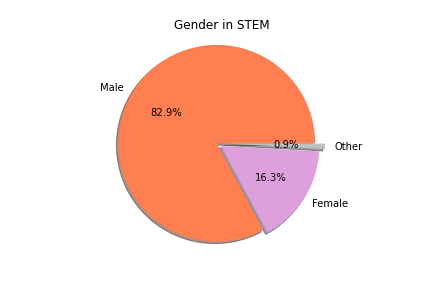 Gender in STEM
Male
82.9%
0.9%
Other
16.3%
Female